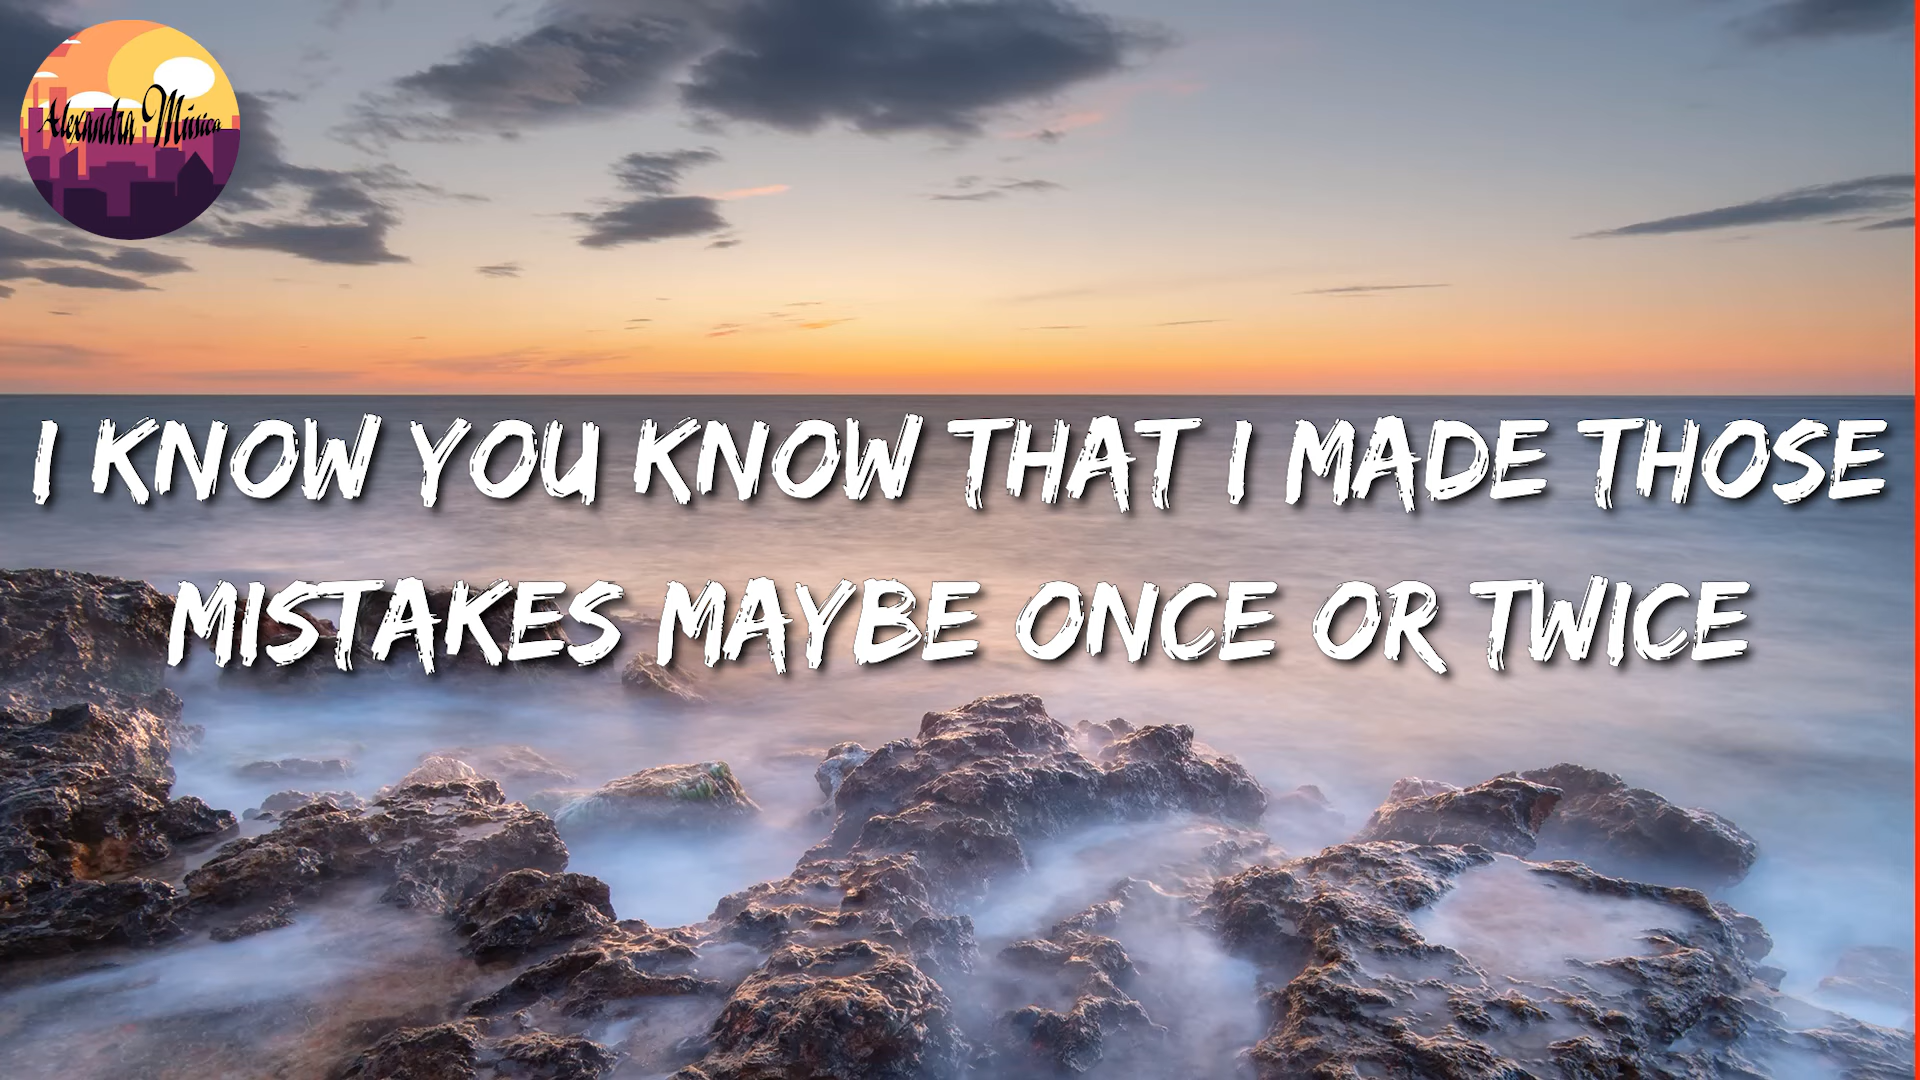 Alexandra Música
I KNOW YOU KNOW THAT I MADE THOSE
MISTAKES MAYBE ONCE OR TWICE